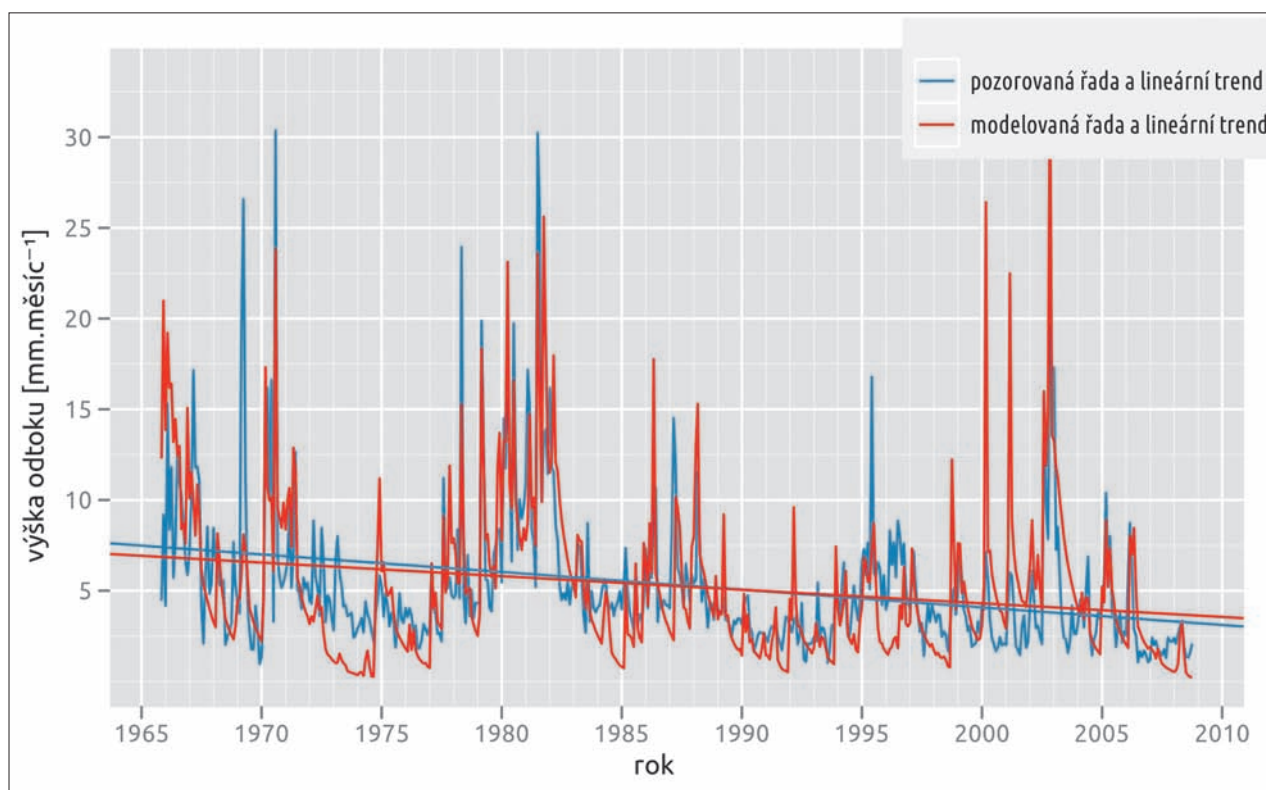 pozorovaná řada a lineární trend
modelovaná řada a lineární trend
výška odtoku [mm.měsíc⁻¹]
30
25
20
15
10
5
1965 1970 1975 1980 1985 1990 1995 2000 2005 2010
rok